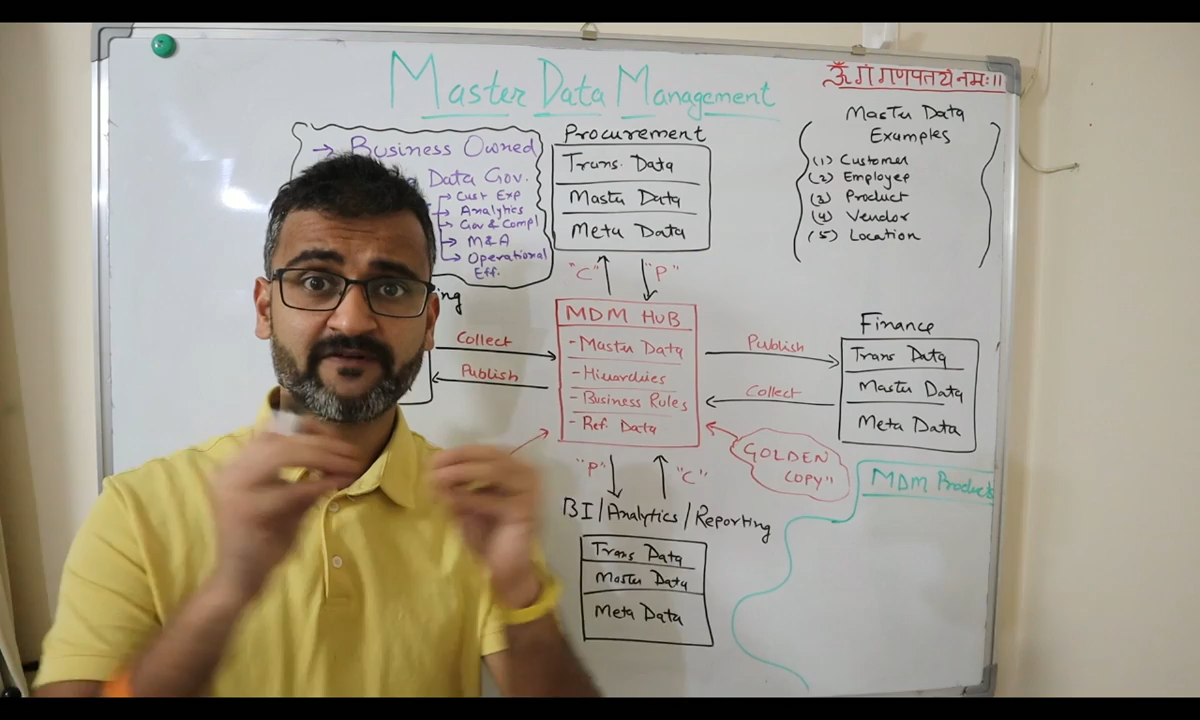 Master Data Management
ॐ गं गणपतये नमः॥
→ Business Owned
Data Gov.
→ Cust Exp
→ Analytics
→ Gov & Compl
→ M&A
→ Operational
Eff.
Procurement
Trans. Data
Master Data
Meta Data
Master Data
Examples
(1) Customer
(2) Employee
(3) Product
(4) Vendor
(5) Location
"C"
"P"
ing
Collect
Publish
MDM HUB
- Master Data
- Hierarchies
- Business Rules
- Ref. Data
Publish
Collect
Finance
Trans Data
Master Data
Meta Data
GOLDEN
COPY"
MDM Products
"P"
"C"
BI/Analytics/Reporting
Trans Data
Master Data
Meta Data